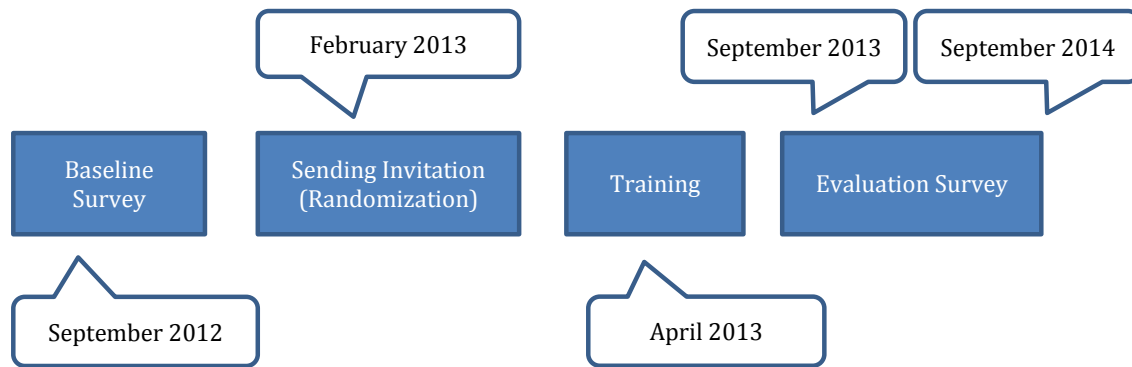 February 2013
September 2013
September 2014
Baseline
Survey
Sending Invitation
(Randomization)
Training
Evaluation Survey
September 2012
April 2013